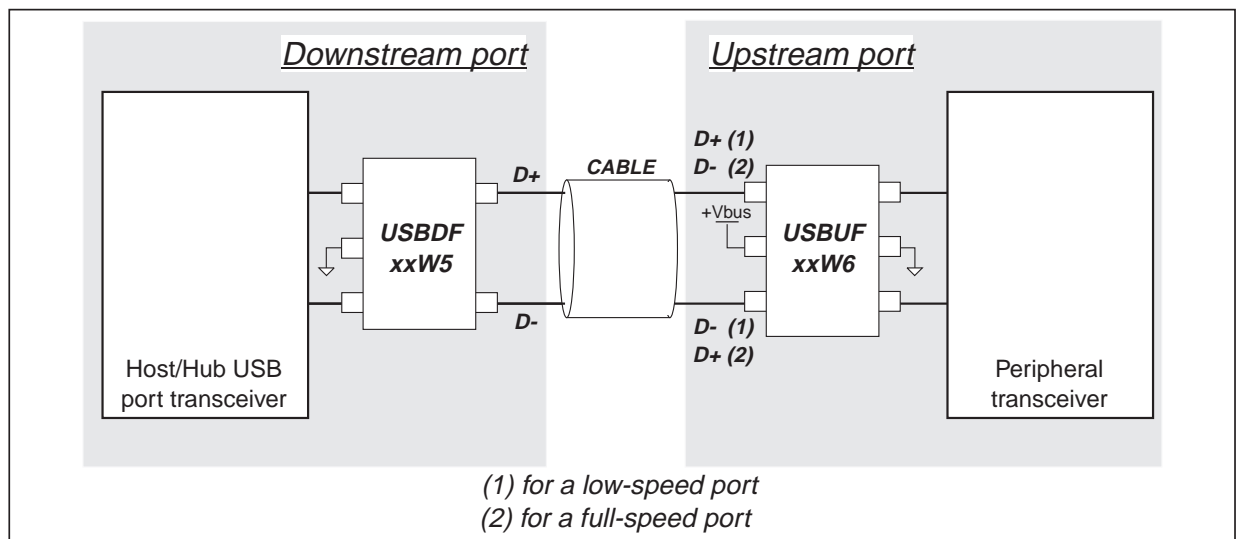 Downstream port
Upstream port
D+ (1)
D- (2)
D+
CABLE
+Vbus
USBDF
xxW5
USBUF
xxW6
D-
D- (1)
D+ (2)
Host/Hub USB
port transceiver
Peripheral
transceiver
(1) for a low-speed port
(2) for a full-speed port